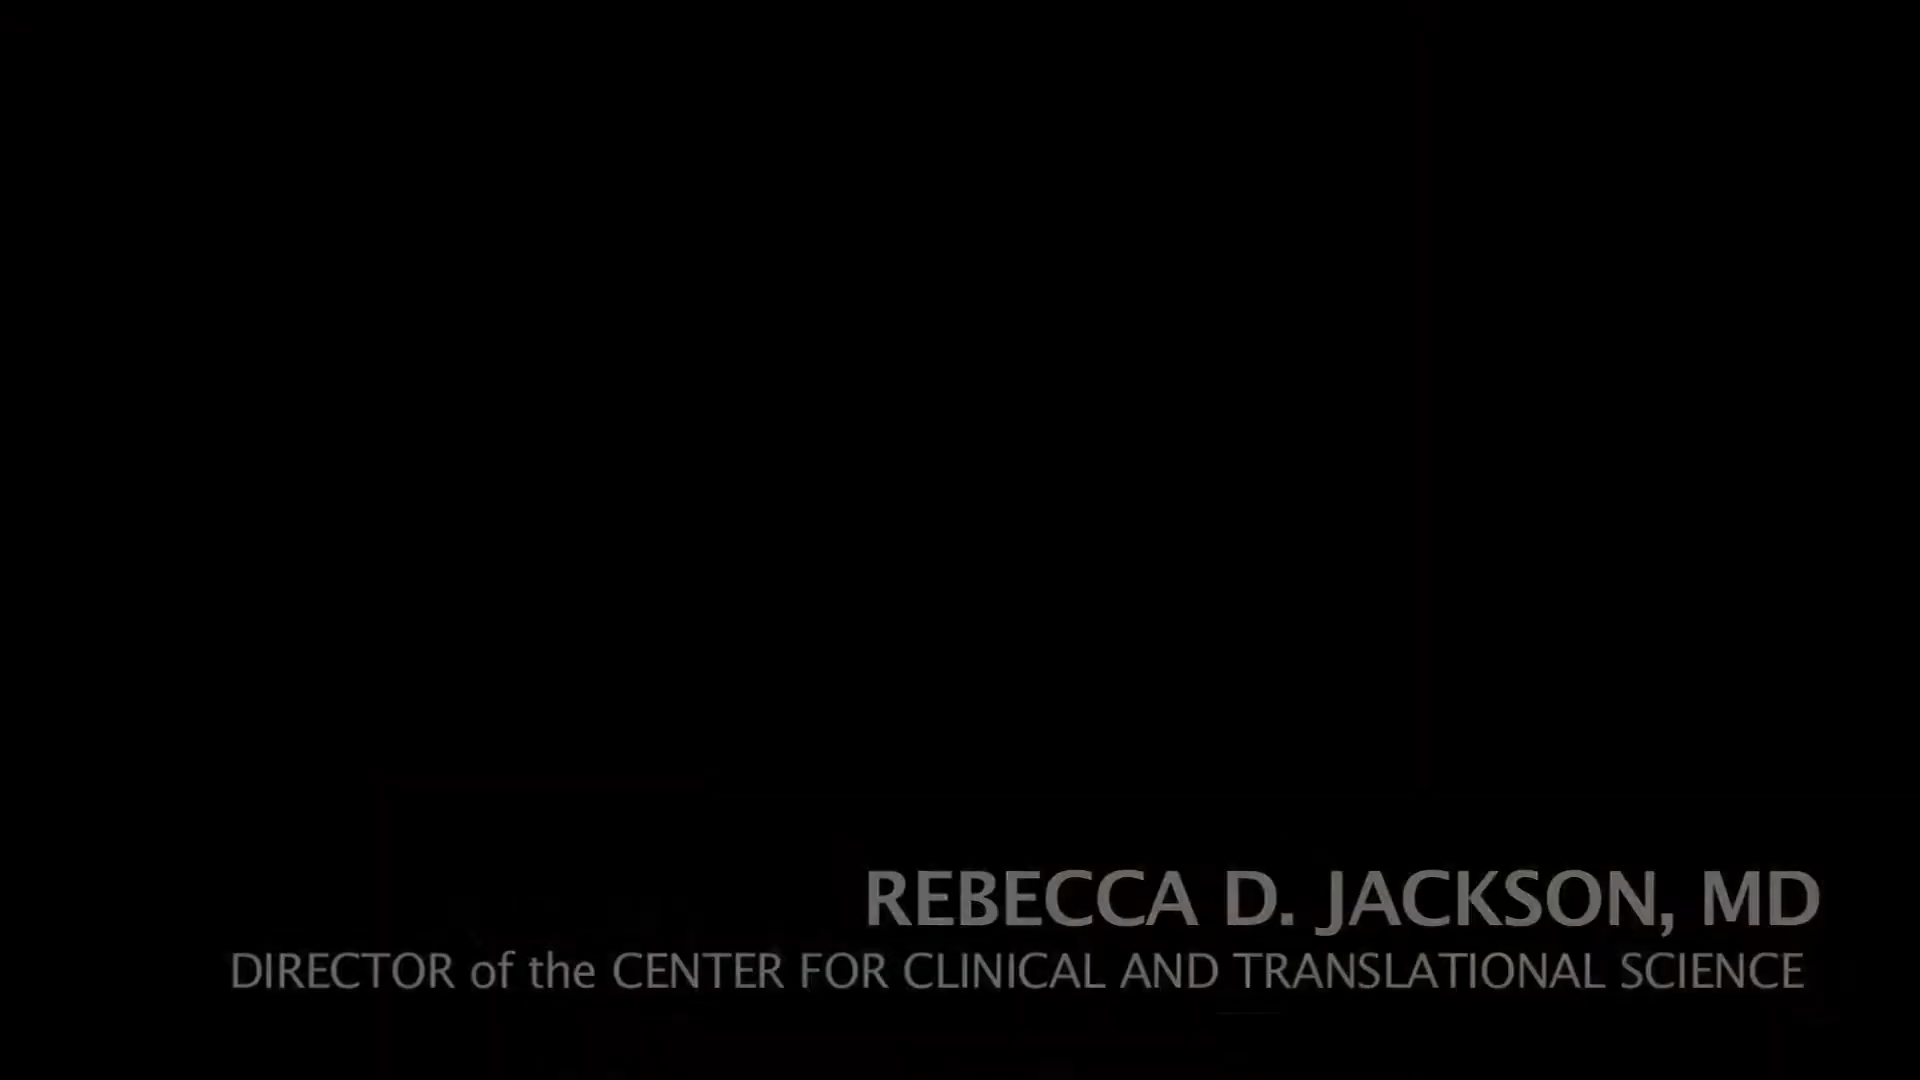 REBECCA D. JACKSON, MD
DIRECTOR of the CENTER FOR CLINICAL AND TRANSLATIONAL SCIENCE